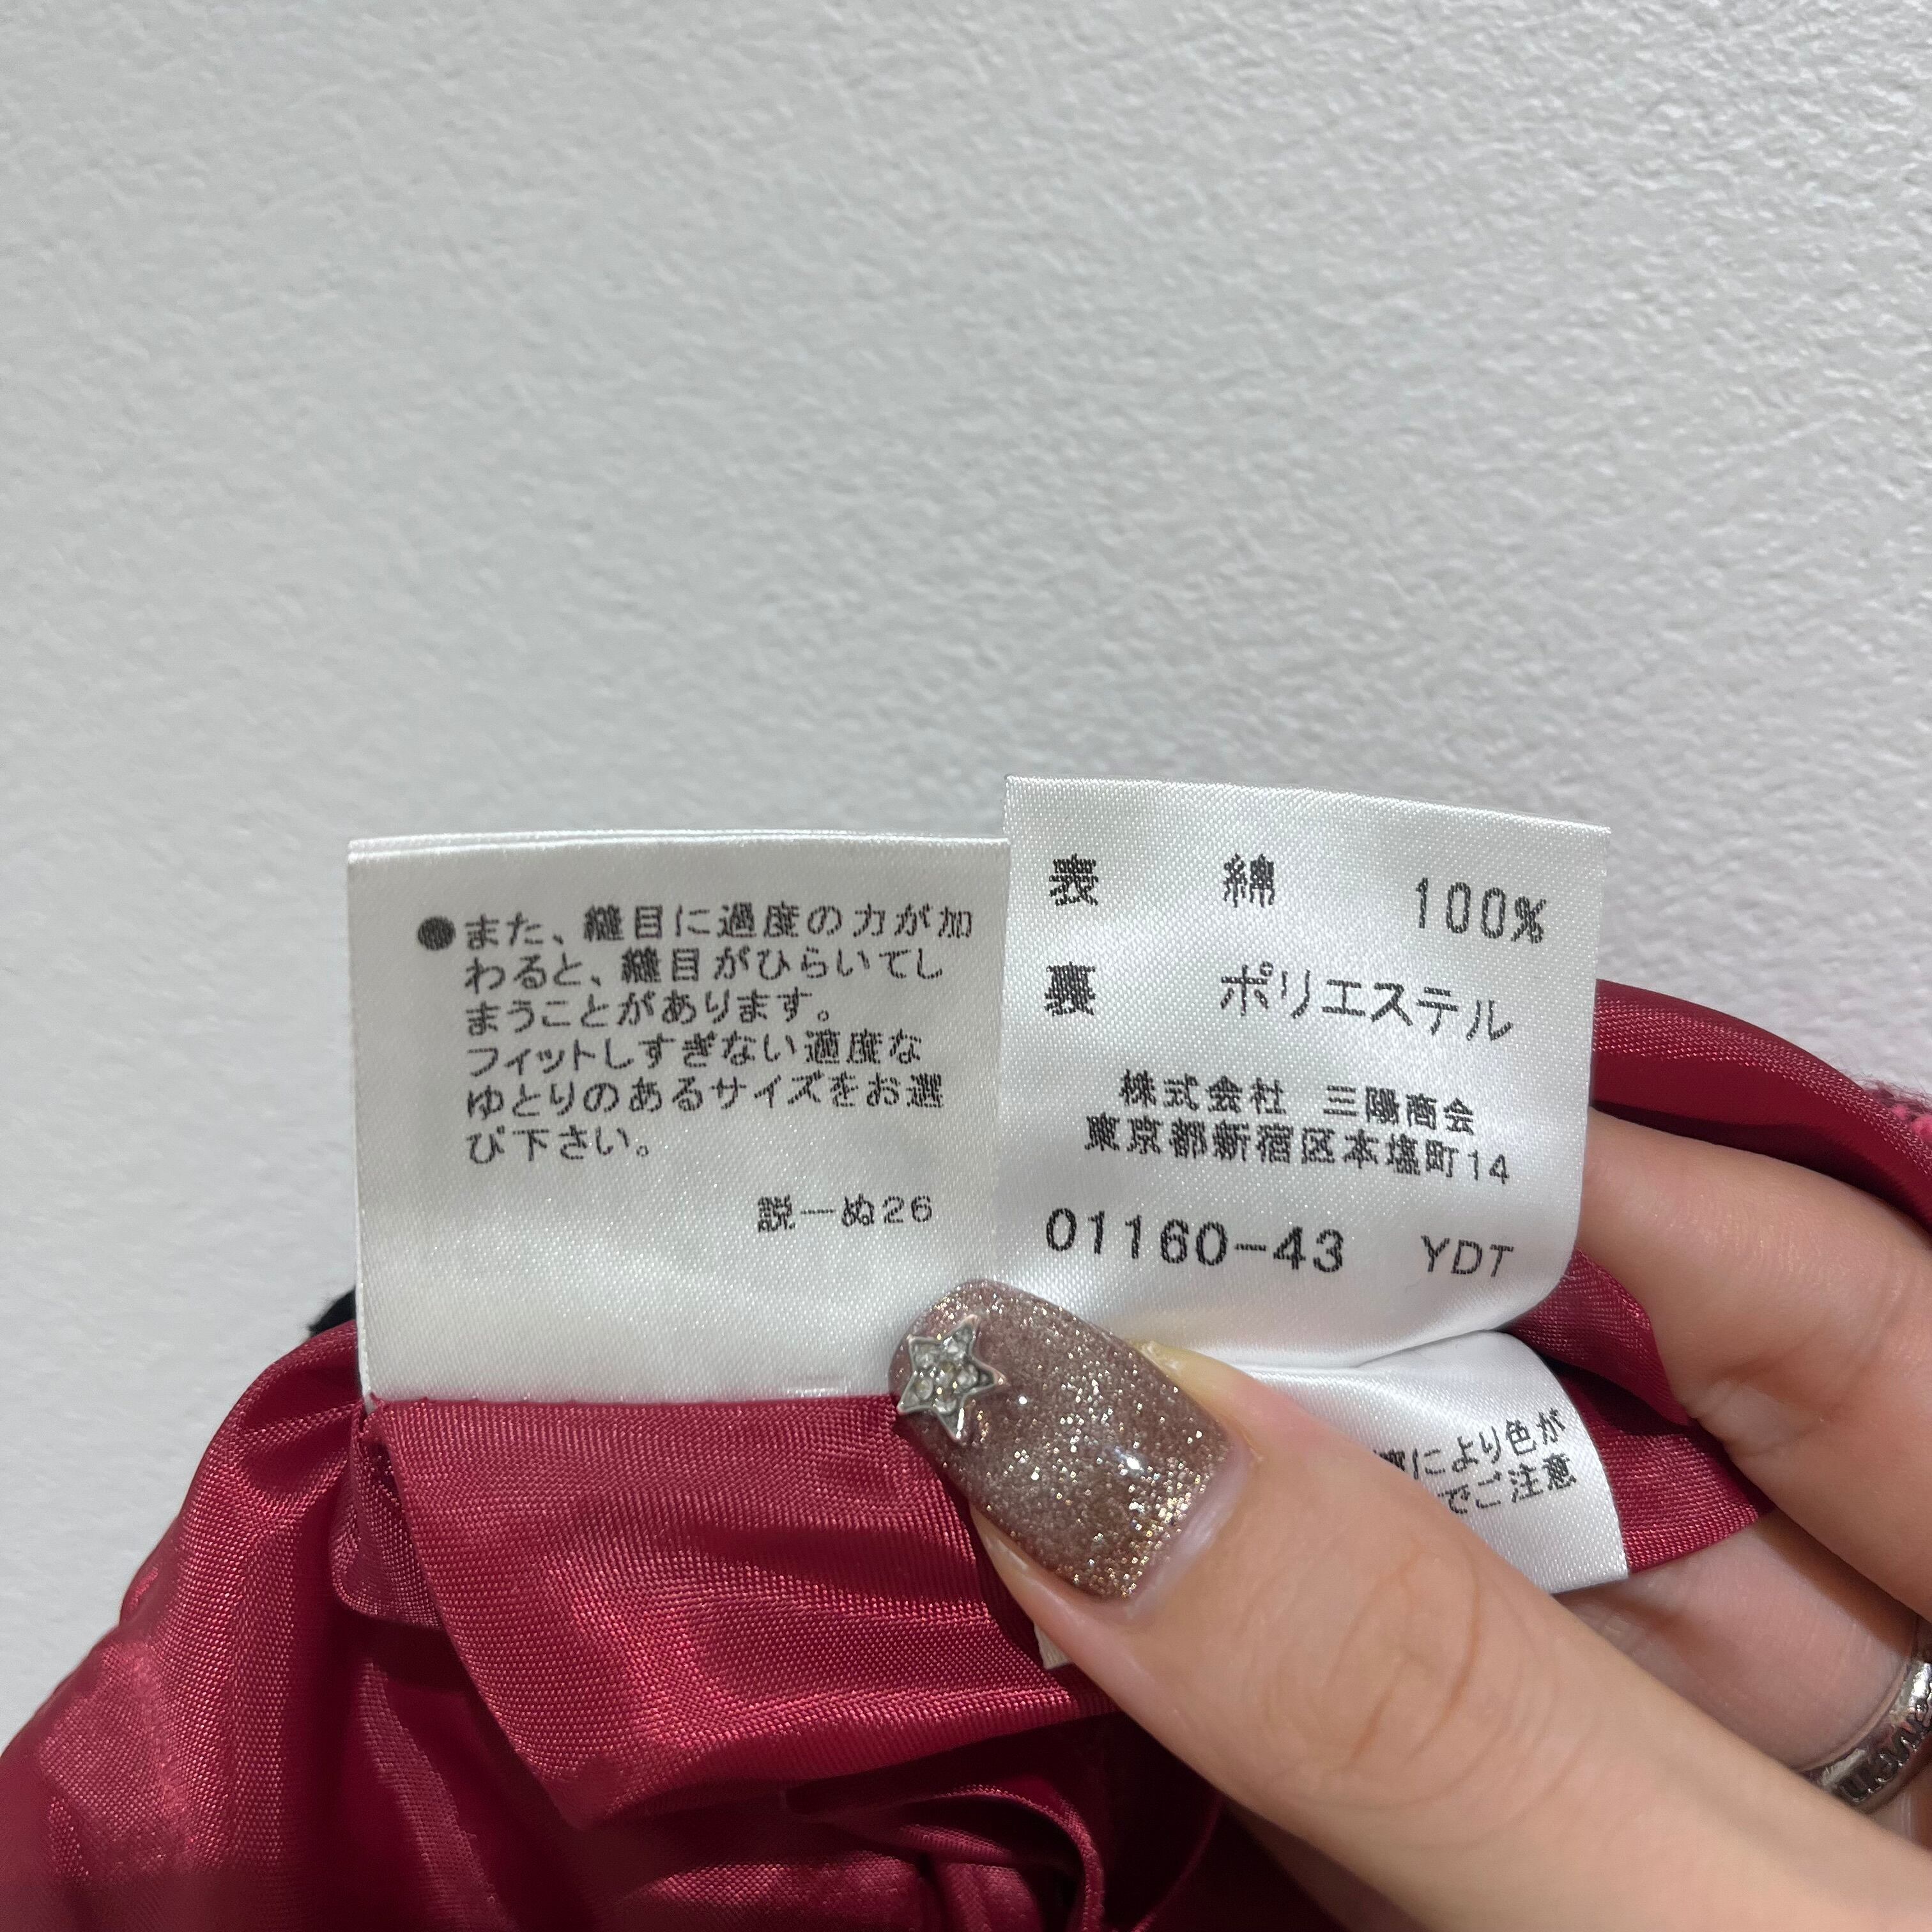 ●また、縫目に過度の力が加
わると、縫目がひらいてし
まうことがあります。
フィットしすぎない適度な
ゆとりのあるサイズをお選
び下さい。
説ーぬ26
表 綿 100%
裏 ポリエステル
株式会社 三陽商会
東京都新宿区本塩町14
01160-43 YDT
により色が
でご注意